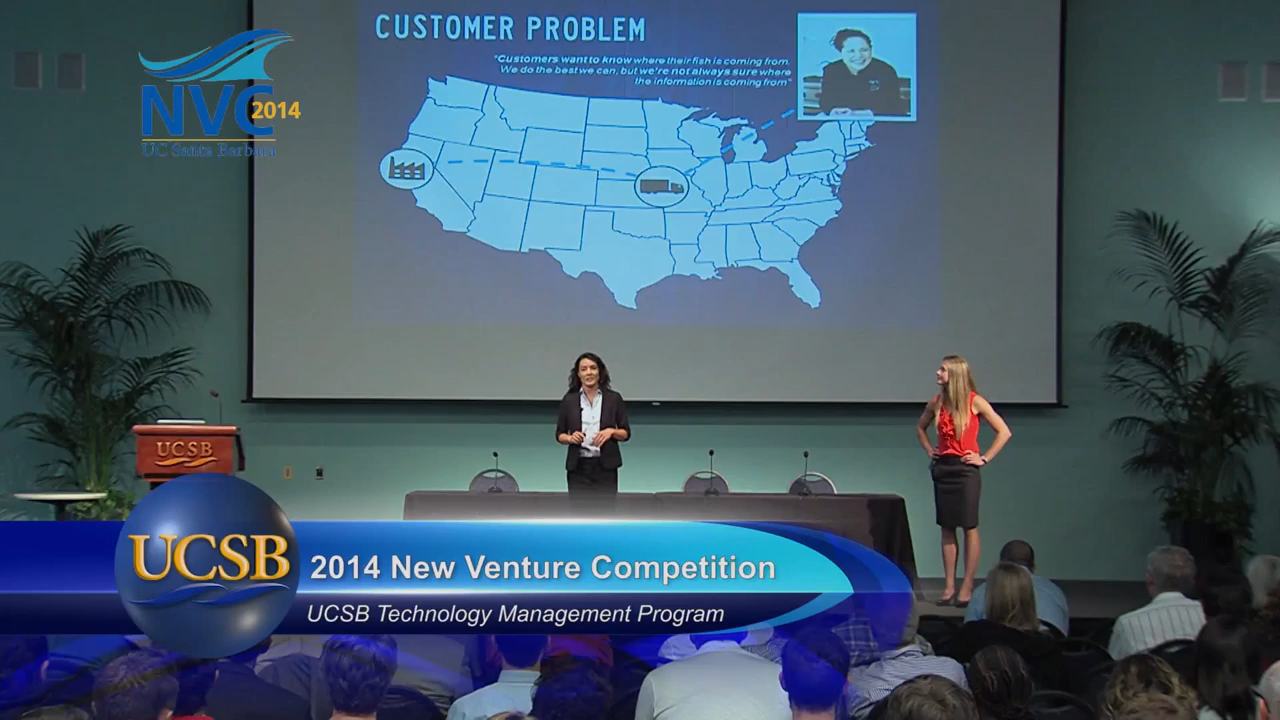 CUSTOMER PROBLEM
"Customers want to know where their fish is coming from.
We do the best we can, but we're not always sure where
the information is coming from"
NVC
2014
UC Santa Barbara
UCSB
UCSB
2014 New Venture Competition
UCSB Technology Management Program